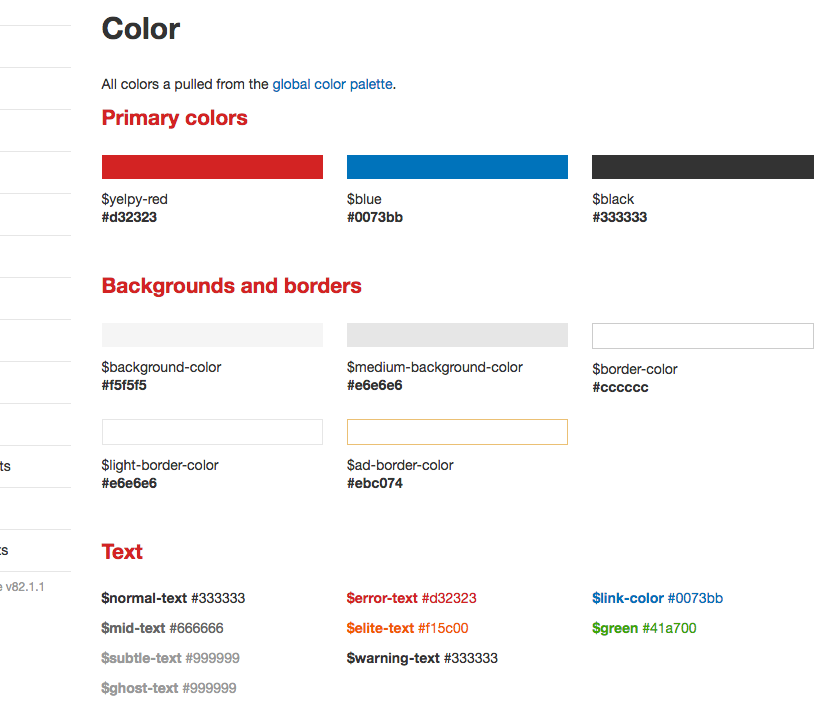 Color
All colors a pulled from the global color palette.
Primary colors
$yelpy-red
#d32323
$blue
#0073bb
$black
#333333
Backgrounds and borders
$background-color
#f5f5f5
$medium-background-color
#e6e6e6
$border-color
#cccccc
$light-border-color
#e6e6e6
$ad-border-color
#ebc074
ts
Text
ts
e v82.1.1
$normal-text #333333
$error-text #d32323
$link-color #0073bb
$mid-text #666666
$elite-text #f15c00
$green #41a700
$subtle-text #999999
$warning-text #333333
$ghost-text #999999